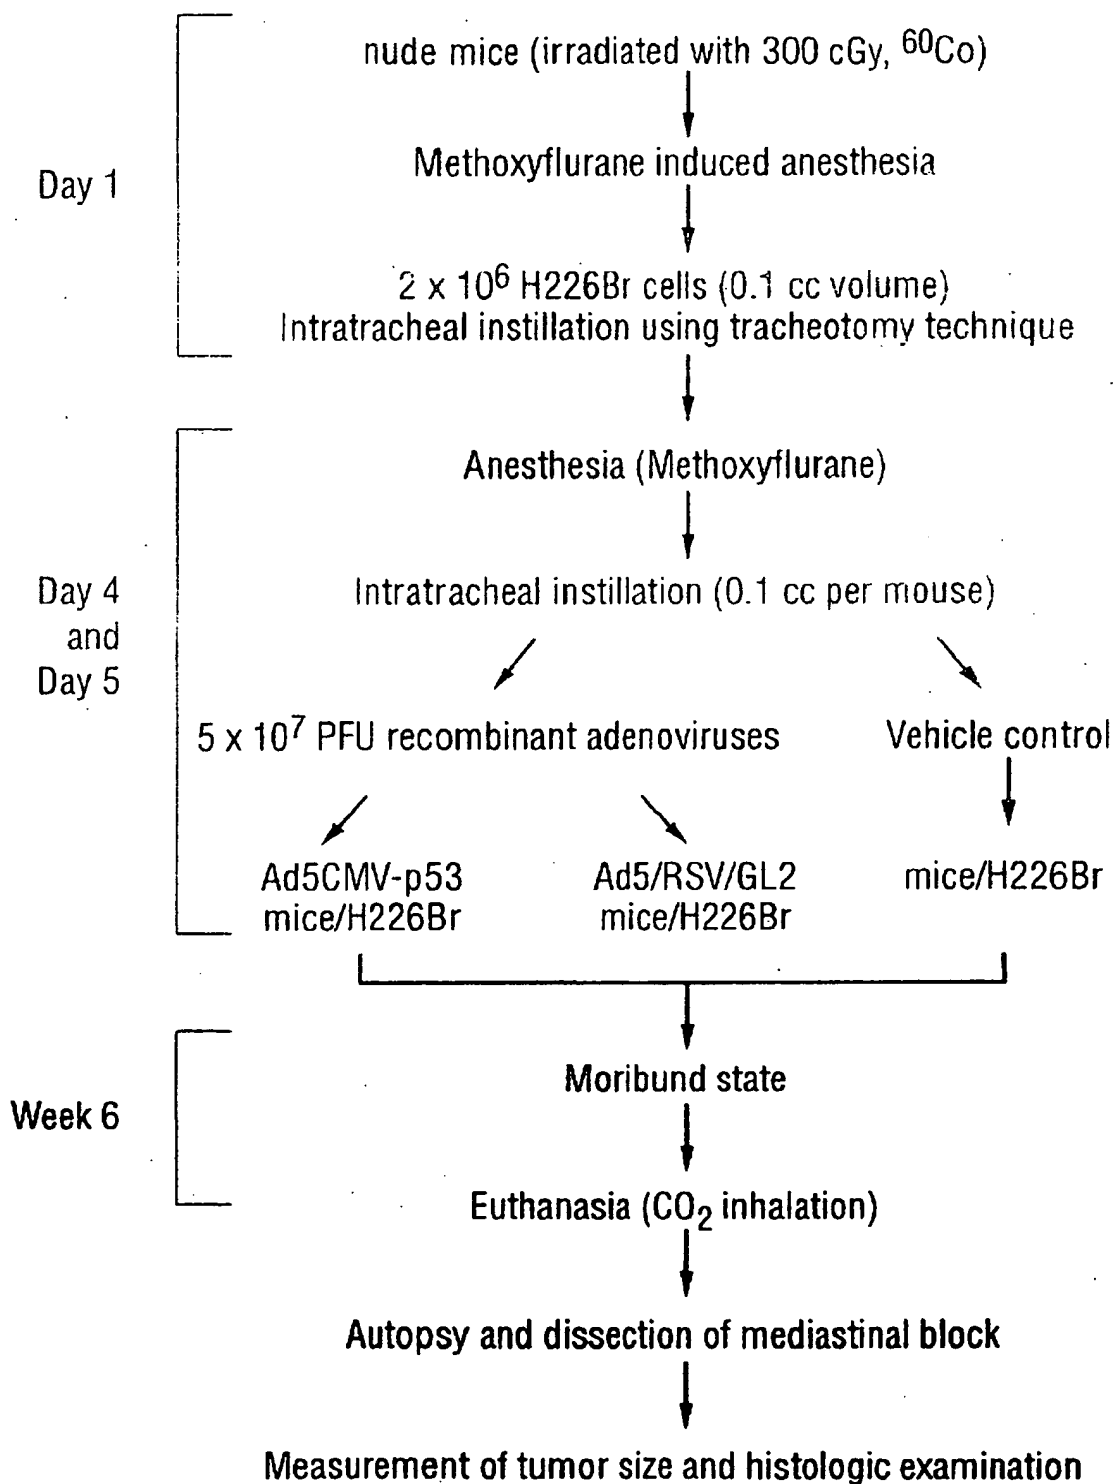 nude mice (irradiated with 300 cGy, ⁶⁰Co)
Day 1
Methoxyflurane induced anesthesia
2 x 10⁶ H226Br cells (0.1 cc volume)
Intratracheal instillation using tracheotomy technique
Anesthesia (Methoxyflurane)
Day 4
and
Day 5
Intratracheal instillation (0.1 cc per mouse)
5 x 10⁷ PFU recombinant adenoviruses
Vehicle control
Ad5CMV-p53
mice/H226Br
Ad5/RSV/GL2
mice/H226Br
mice/H226Br
Week 6
Moribund state
Euthanasia (CO₂ inhalation)
Autopsy and dissection of mediastinal block
Measurement of tumor size and histologic examination